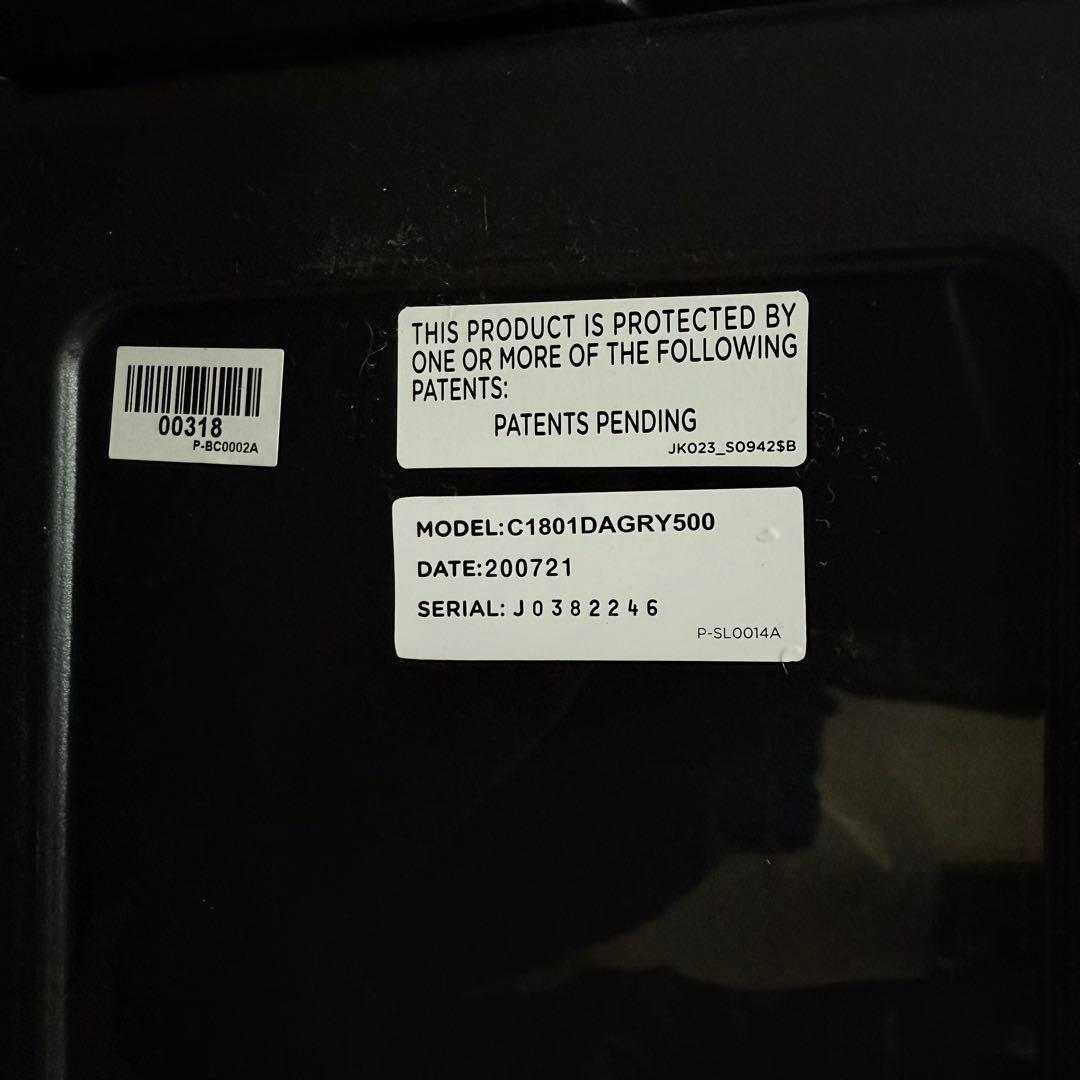 THIS PRODUCT IS PROTECTED BY
ONE OR MORE OF THE FOLLOWING
PATENTS:
PATENTS PENDING
JK023_S0942$B
00318
P-BC0002A
MODEL:C1801DAGRY500
DATE:200721
SERIAL: J0382246
P-SL0014A